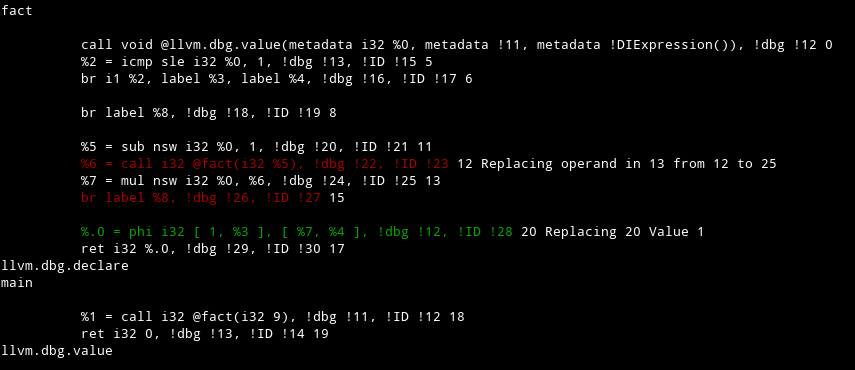 fact
call void @llvm.dbg.value(metadata i32 %0, metadata !11, metadata !DIExpression()), !dbg !12 0
%2 = icmp sle i32 %0, 1, !dbg !13, !ID !15 5
br i1 %2, label %3, label %4, !dbg !16, !ID !17 6
br label %8, !dbg !18, !ID !19 8
%5 = sub nsw i32 %0, 1, !dbg !20, !ID !21 11
%6 = call i32 @fact(i32 %5), !dbg !22, !ID !23 12 Replacing operand in 13 from 12 to 25
%7 = mul nsw i32 %0, %6, !dbg !24, !ID !25 13
br label %8, !dbg !26, !ID !27 15
%.0 = phi i32 [ 1, %3 ], [ %7, %4 ], !dbg !12, !ID !28 20 Replacing 20 Value 1
ret i32 %.0, !dbg !29, !ID !30 17
llvm.dbg.declare
main
%1 = call i32 @fact(i32 9), !dbg !11, !ID !12 18
ret i32 0, !dbg !13, !ID !14 19
llvm.dbg.value